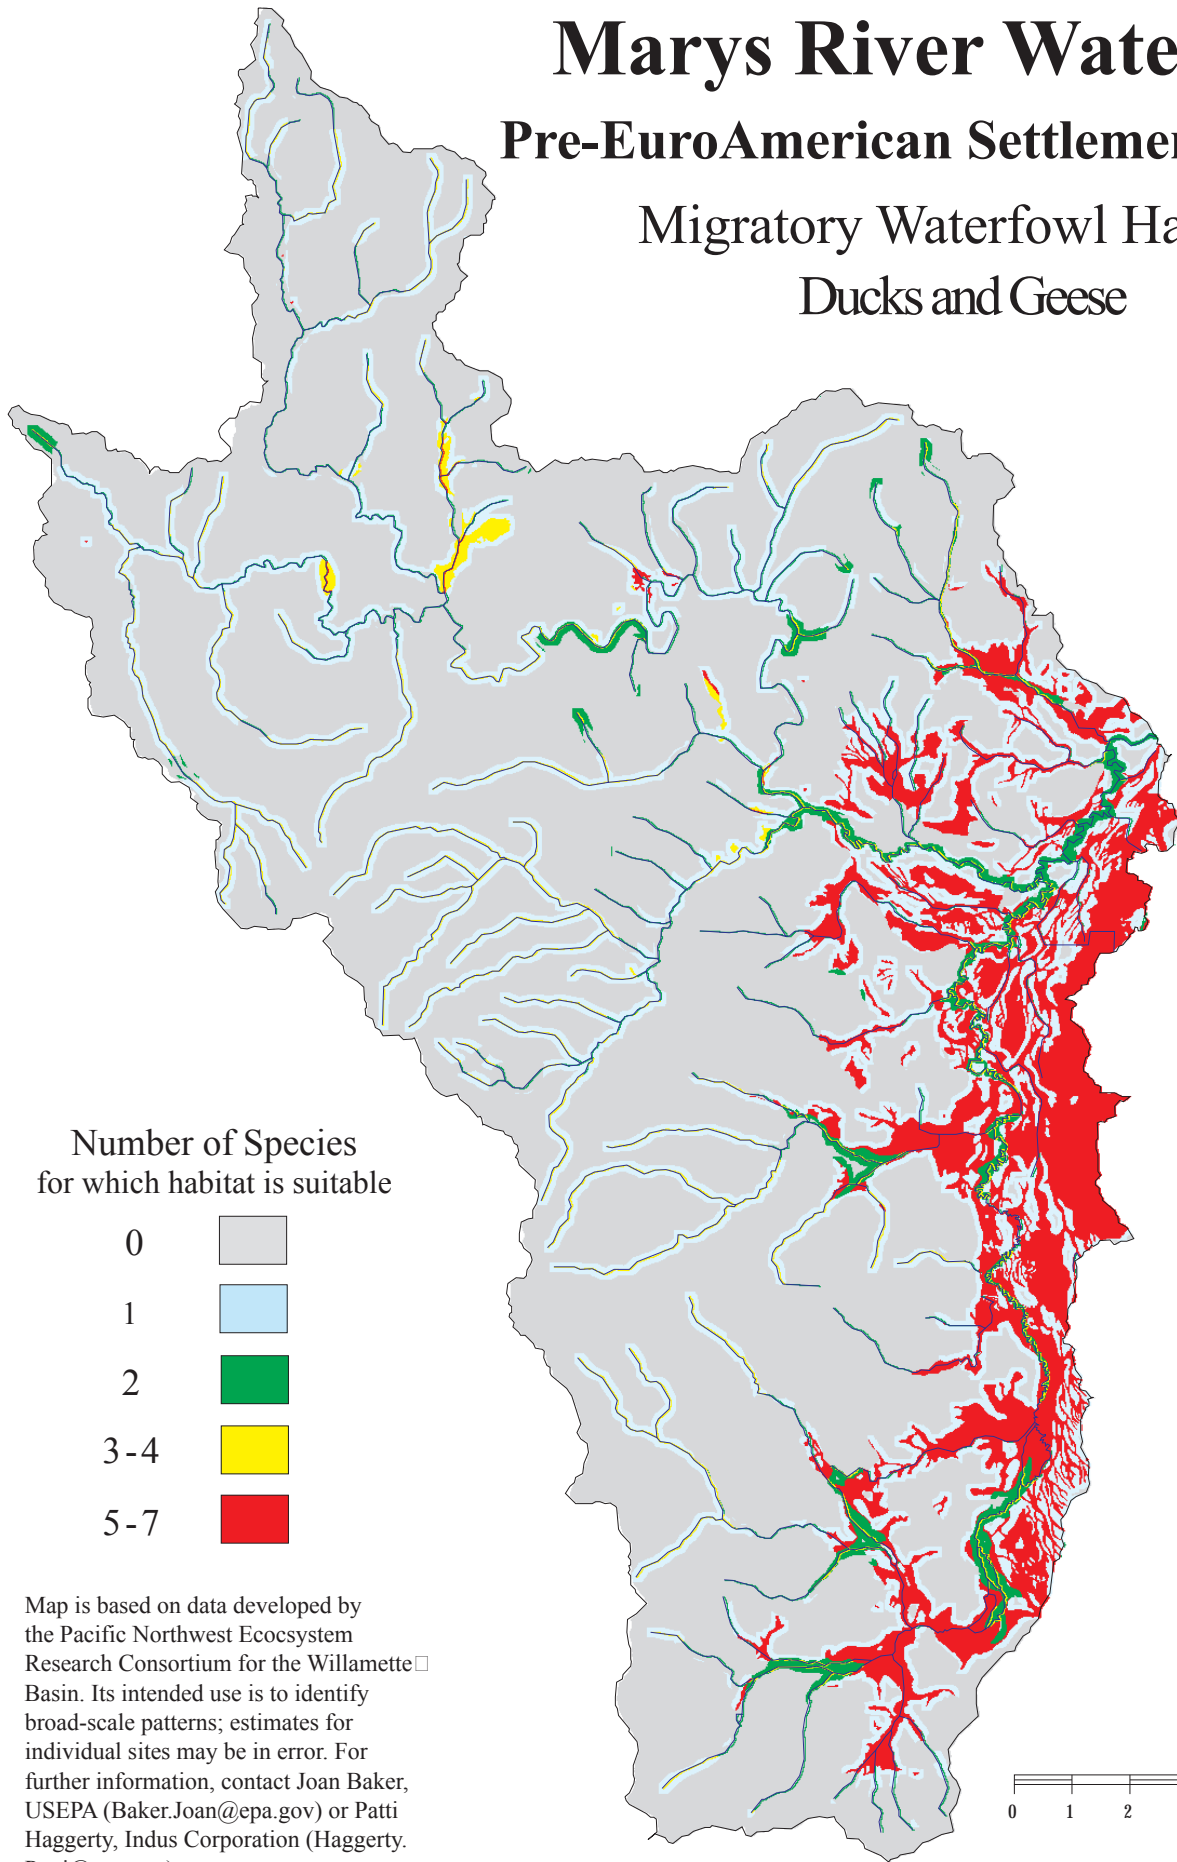 Marys River Wate
Pre-EuroAmerican Settlemen
Migratory Waterfowl Ha
Ducks and Geese
Number of Species
for which habitat is suitable
0
1
2
3-4
5-7
Map is based on data developed by
the Pacific Northwest Ecocsystem
Research Consortium for the Willamette□
Basin. Its intended use is to identify
broad-scale patterns; estimates for
individual sites may be in error. For
further information, contact Joan Baker,
USEPA (Baker.Joan@epa.gov) or Patti
Haggerty, Indus Corporation (Haggerty.
0 1 2